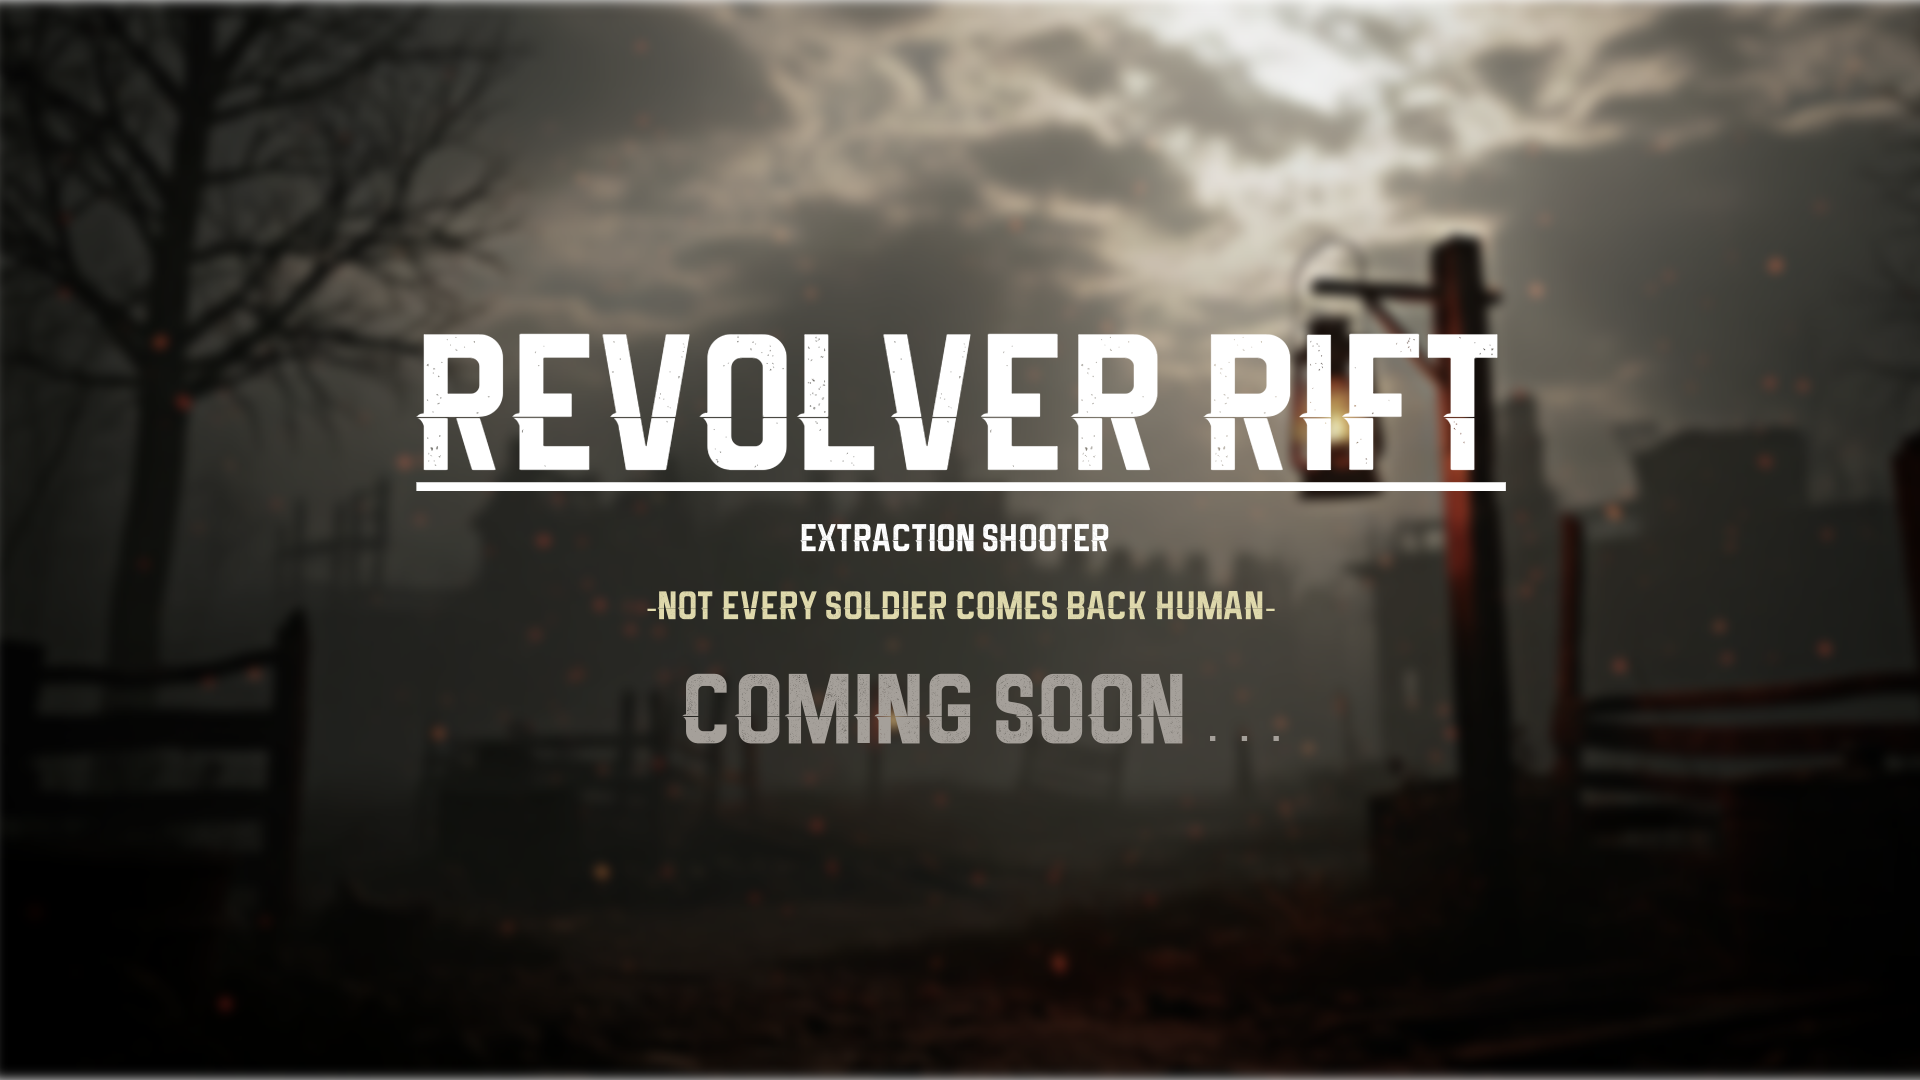 REVOLVER RIFT
EXTRACTION SHOOTER
-NOT EVERY SOLDIER COMES BACK HUMAN-
COMING SOON . . .